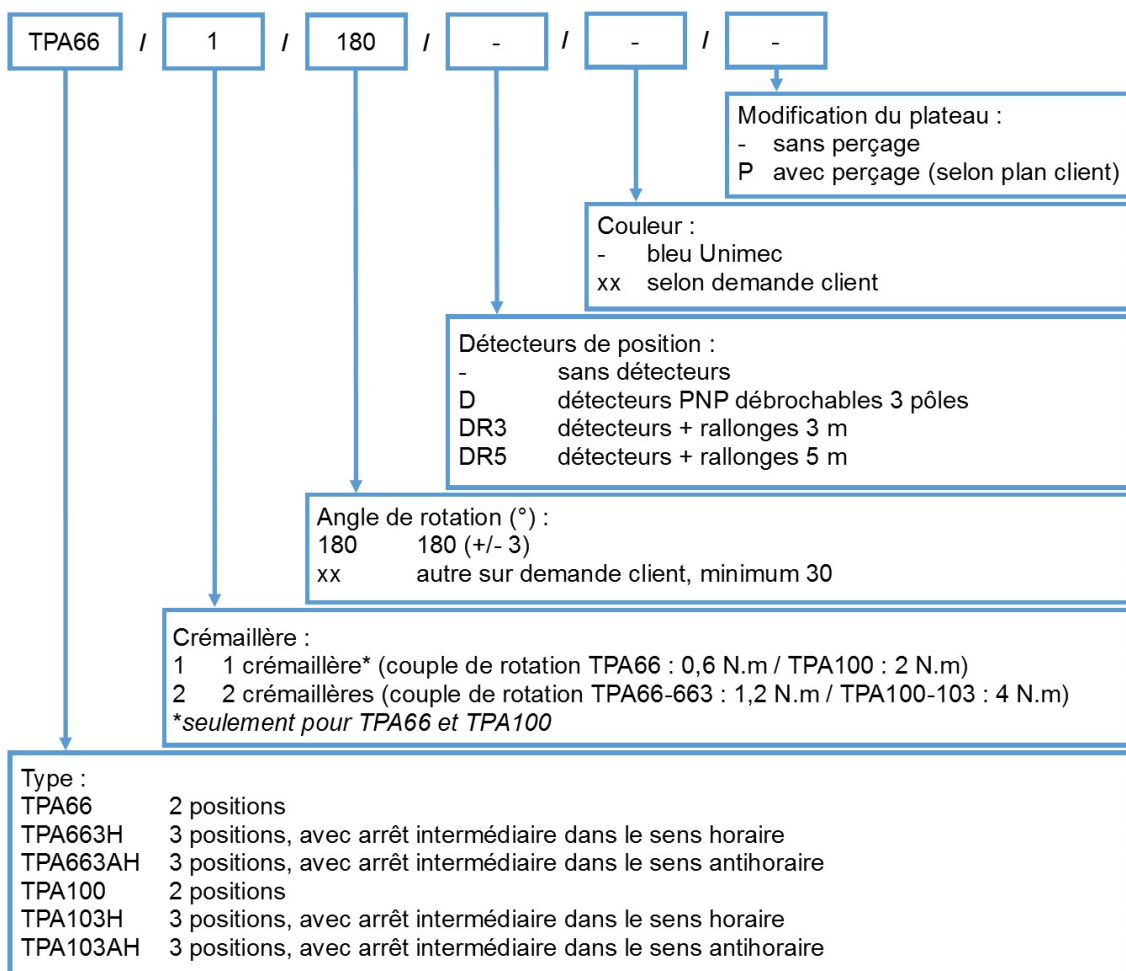 TPA66 / 1 / 180 / - / - / -
Modification du plateau :
- sans perçage
P avec perçage (selon plan client)
Couleur :
- bleu Unimec
xx selon demande client
Détecteurs de position :
- sans détecteurs
D détecteurs PNP débrochables 3 pôles
DR3 détecteurs + rallonges 3 m
DR5 détecteurs + rallonges 5 m
Angle de rotation (°) :
180 180 (+/- 3)
xx autre sur demande client, minimum 30
Crémaillère :
1 1 crémaillère* (couple de rotation TPA66 : 0,6 N.m / TPA100 : 2 N.m)
2 2 crémaillères (couple de rotation TPA66-663 : 1,2 N.m / TPA100-103 : 4 N.m)
*seulement pour TPA66 et TPA100
Type :
TPA66 2 positions
TPA663H 3 positions, avec arrêt intermédiaire dans le sens horaire
TPA663AH 3 positions, avec arrêt intermédiaire dans le sens antihoraire
TPA100 2 positions
TPA103H 3 positions, avec arrêt intermédiaire dans le sens horaire
TPA103AH 3 positions, avec arrêt intermédiaire dans le sens antihoraire